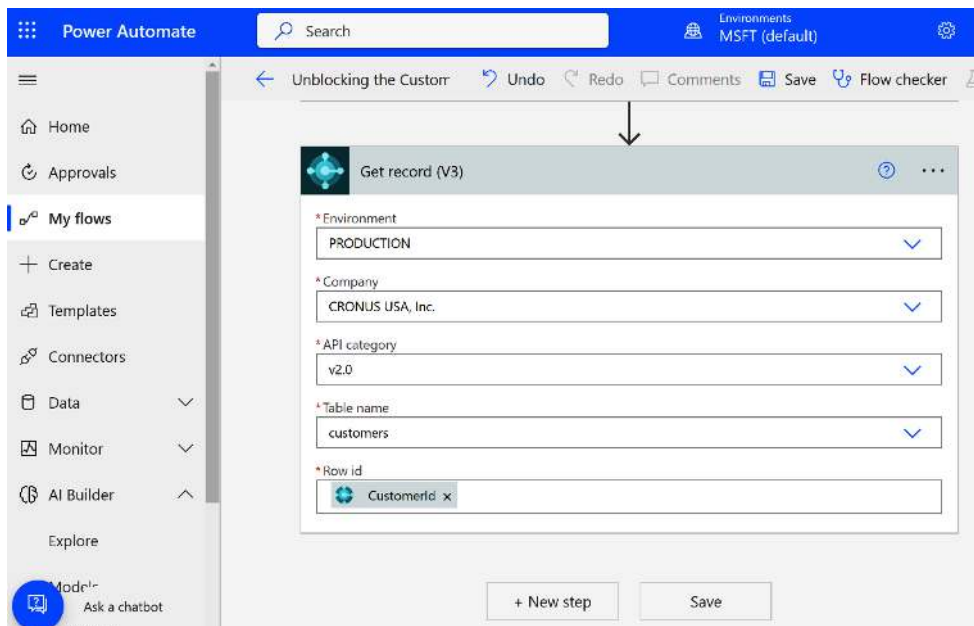 Power Automate
Search
Environments
MSFT (default)
Unblocking the Custom
Undo
Redo
Comments
Save
Flow checker
Home
Approvals
My flows
Create
Templates
Connectors
Data
Monitor
AI Builder
Explore
Models
Ask a chatbot
Get record (V3)
*Environment
PRODUCTION
*Company
CRONUS USA, Inc.
*API category
v2.0
*Table name
customers
*Row id
CustomerId ×
+ New step
Save